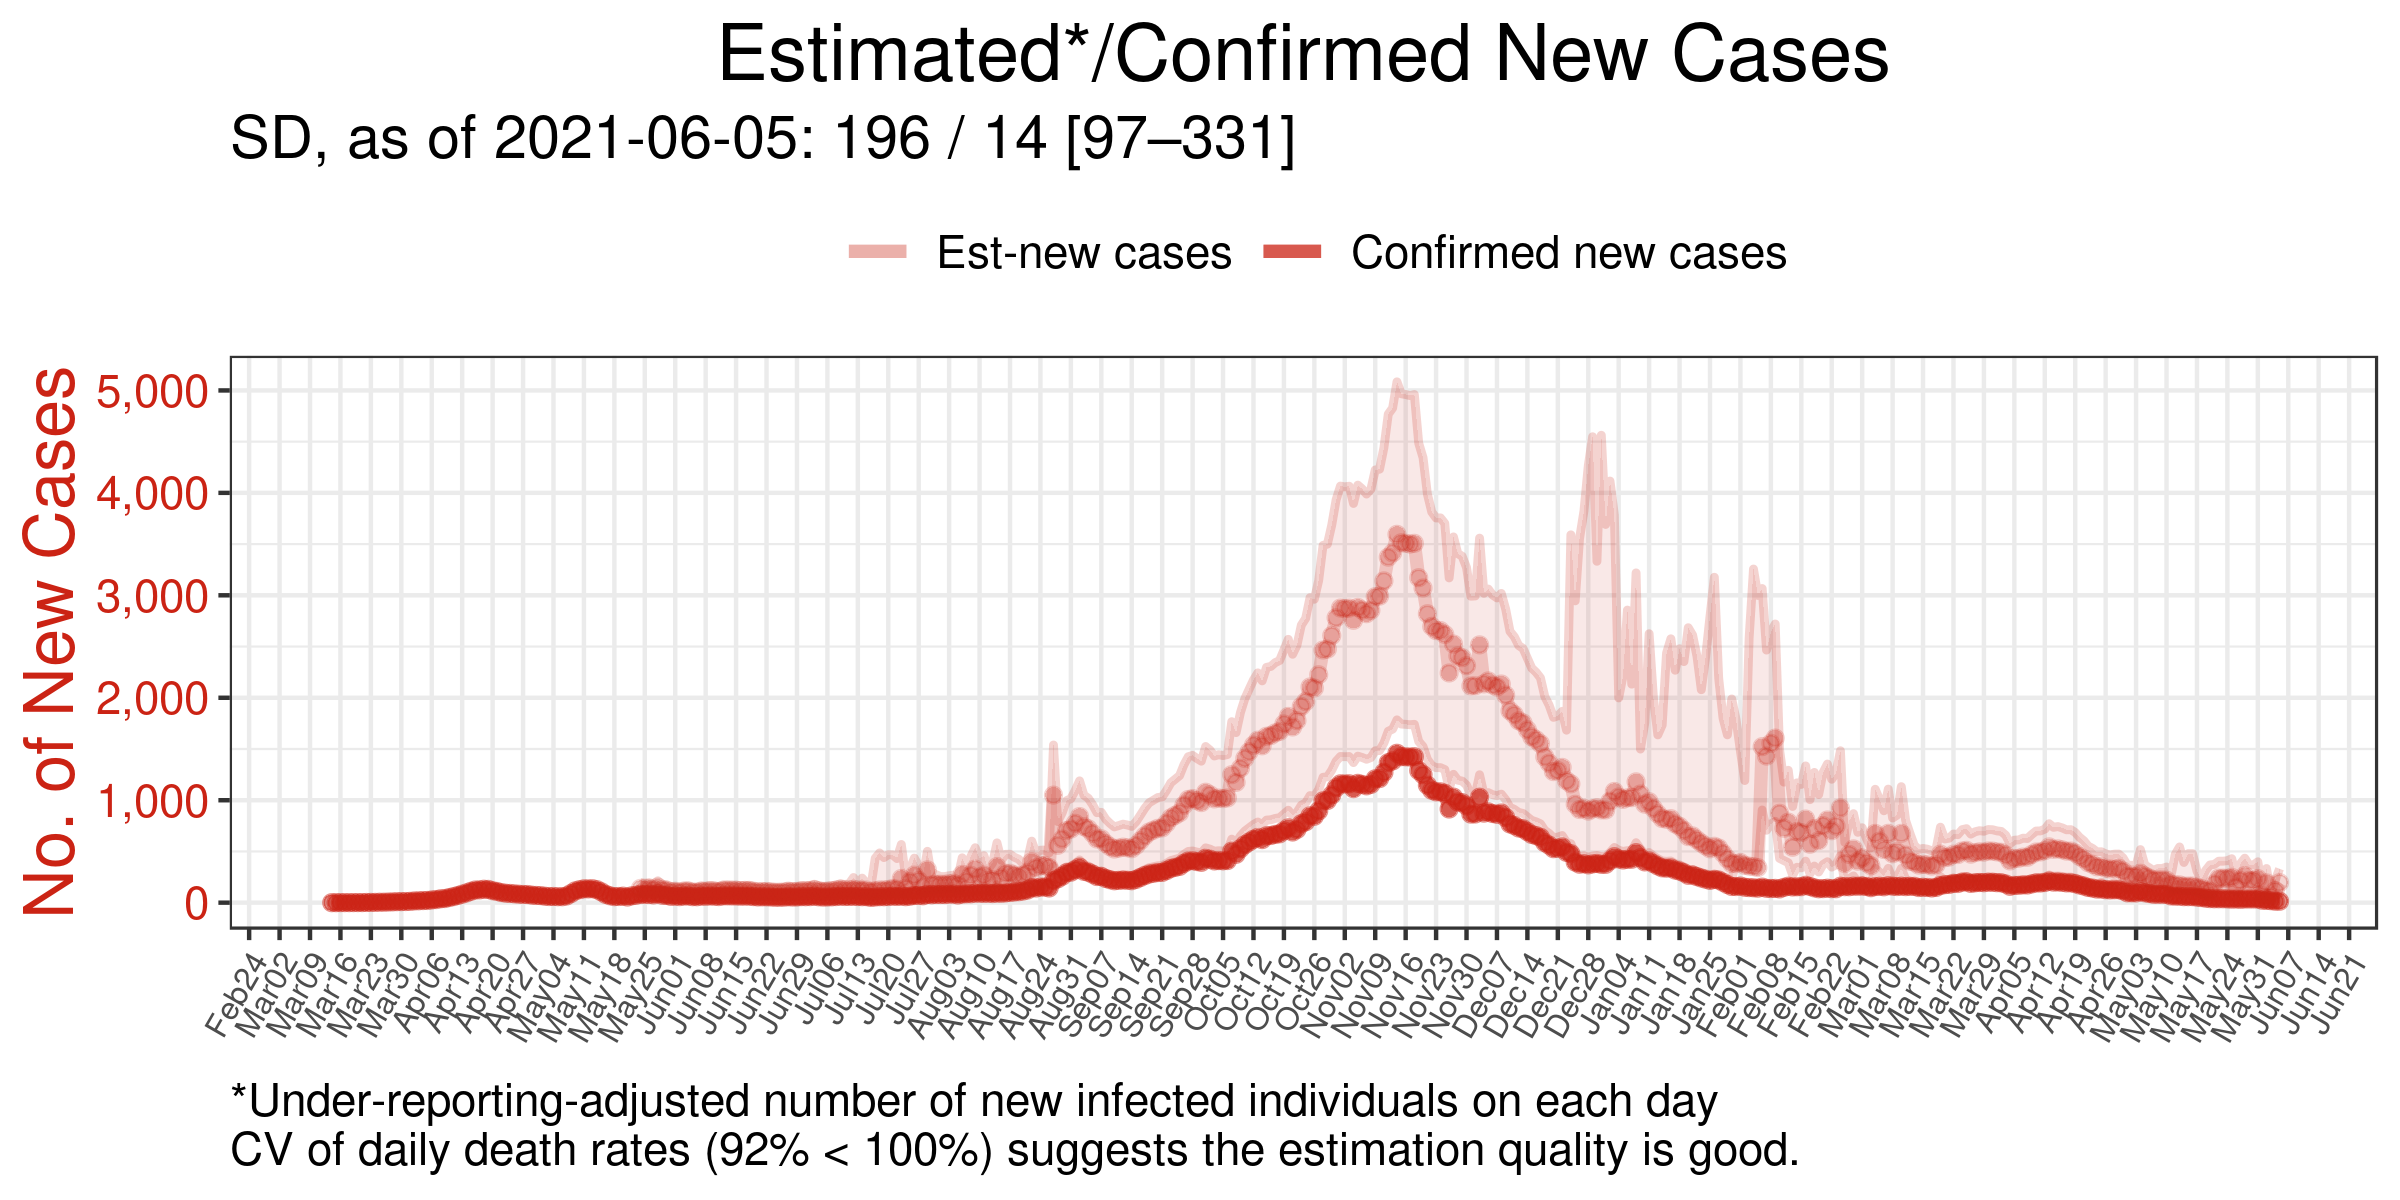 Estimated*/Confirmed New Cases
SD, as of 2021-06-05: 196 / 14 [97–331]
Est-new cases Confirmed new cases
No. of New Cases
5,000
4,000
3,000
2,000
1,000
0
Feb24 Mar02 Mar09 Mar16 Mar23 Mar30 Apr06 Apr13 Apr20 Apr27 May04 May11 May18 May25 Jun01 Jun08 Jun15 Jun22 Jun29 Jul06 Jul13 Jul20 Jul27 Aug03 Aug10 Aug17 Aug24 Aug31 Sep07 Sep14 Sep21 Sep28 Oct05 Oct12 Oct19 Oct26 Nov02 Nov09 Nov16 Nov23 Nov30 Dec07 Dec14 Dec21 Dec28 Jan04 Jan11 Jan18 Jan25 Feb01 Feb08 Feb15 Feb22 Mar01 Mar08 Mar15 Mar22 Mar29 Apr05 Apr12 Apr19 Apr26 May03 May10 May17 May24 May31 Jun07 Jun14 Jun21
*Under-reporting-adjusted number of new infected individuals on each day
CV of daily death rates (92% < 100%) suggests the estimation quality is good.